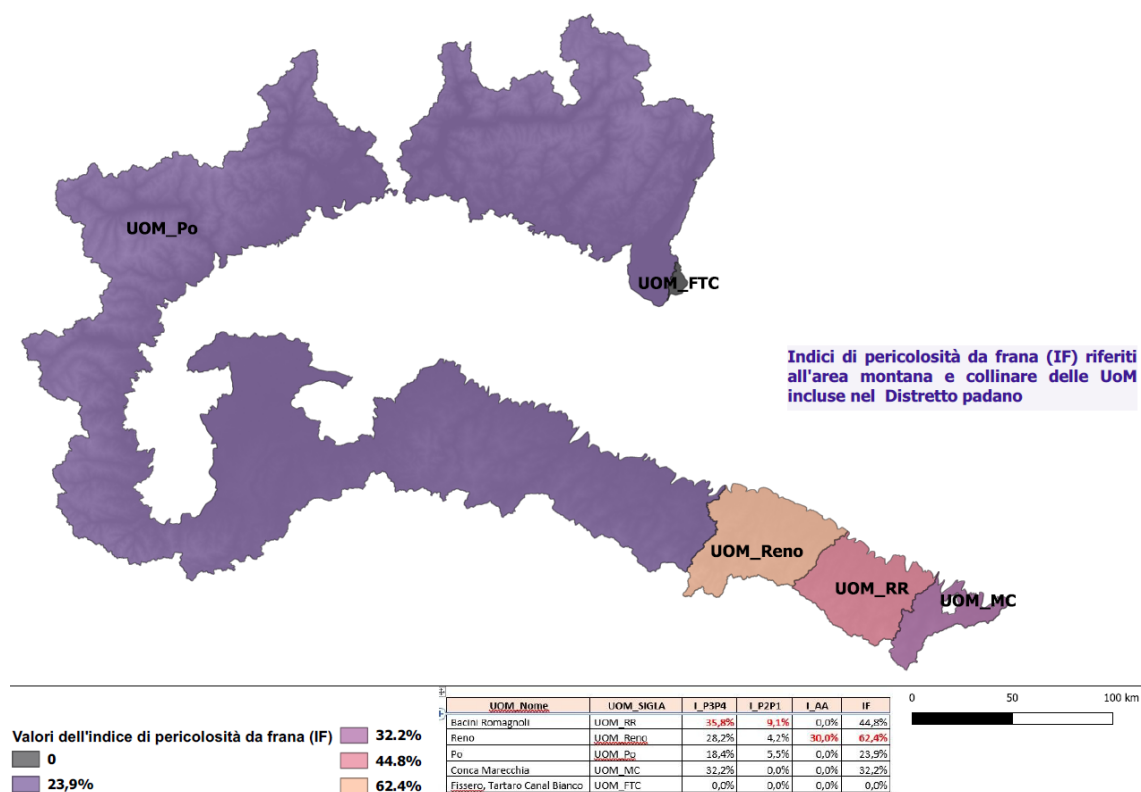 UOM_Po
UOM_FTC
Indici di pericolosità da frana (IF) riferiti
all'area montana e collinare delle UoM
incluse nel Distretto padano
UOM_Reno
UOM_RR
UOM_MC
0 50 100 km
Valori dell'indice di pericolosità da frana (IF)
0
23,9%
32.2%
44.8%
62.4%
UOM_Nome UOM_SIGLA I_P3P4 I_P2P1 I_AA IF
Bacini Romagnoli UOM_RR 35,8% 9,1% 0,0% 44,8%
Reno UOM_Reno 28,2% 4,2% 30,0% 62,4%
Po UOM_Po 18,4% 5,5% 0,0% 23,9%
Conca Marecchia UOM_MC 32,2% 0,0% 0,0% 32,2%
Fissero, Tartaro Canal Bianco UOM_FTC 0,0% 0,0% 0,0% 0,0%